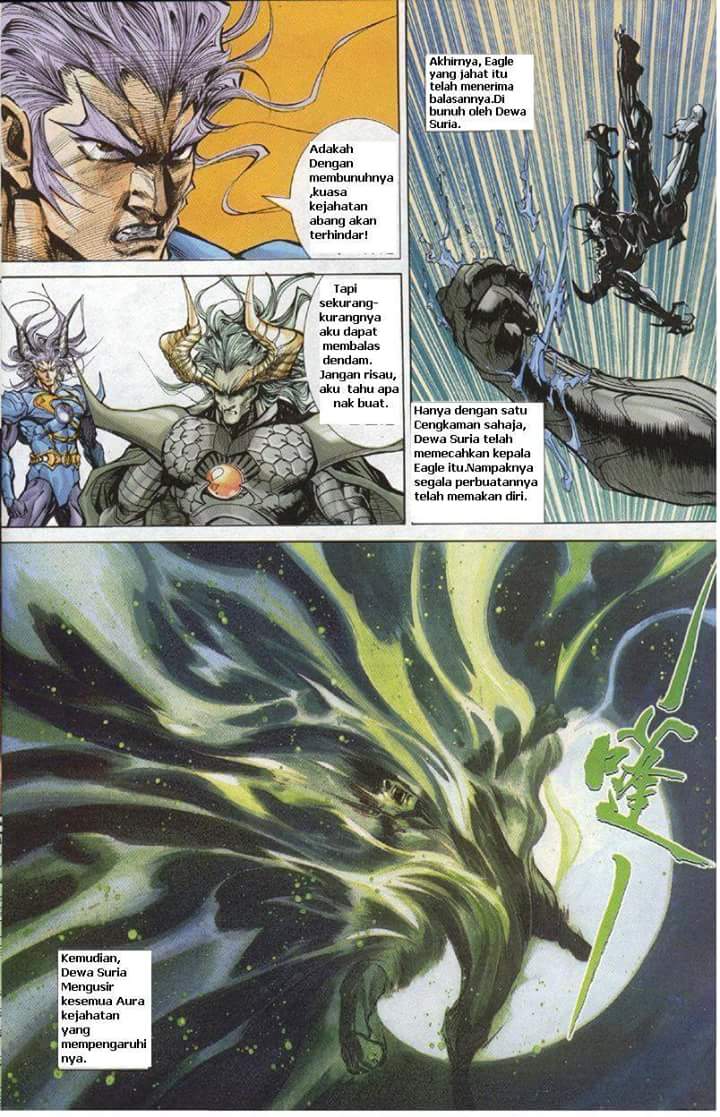 Adakah
Dengan
membunuhnya
,kuasa
kejahatan
abang akan
terhindar!
Akhirnya, Eagle
yang jahat itu
telah menerima
balasannya.Di
bunuh oleh Dewa
Suria.
Tapi
sekurang-
kurangnya
aku dapat
membalas
dendam.
Jangan risau,
aku tahu apa
nak buat.
Hanya dengan satu
Cengkaman sahaja,
Dewa Suria telah
memecahkan kepala
Eagle itu.Nampaknya
segala perbuatannya
telah memakan diri.
噠
Kemudian,
Dewa Suria
Mengusir
kesemua Aura
kejahatan
yang
mempengaruhi
nya.